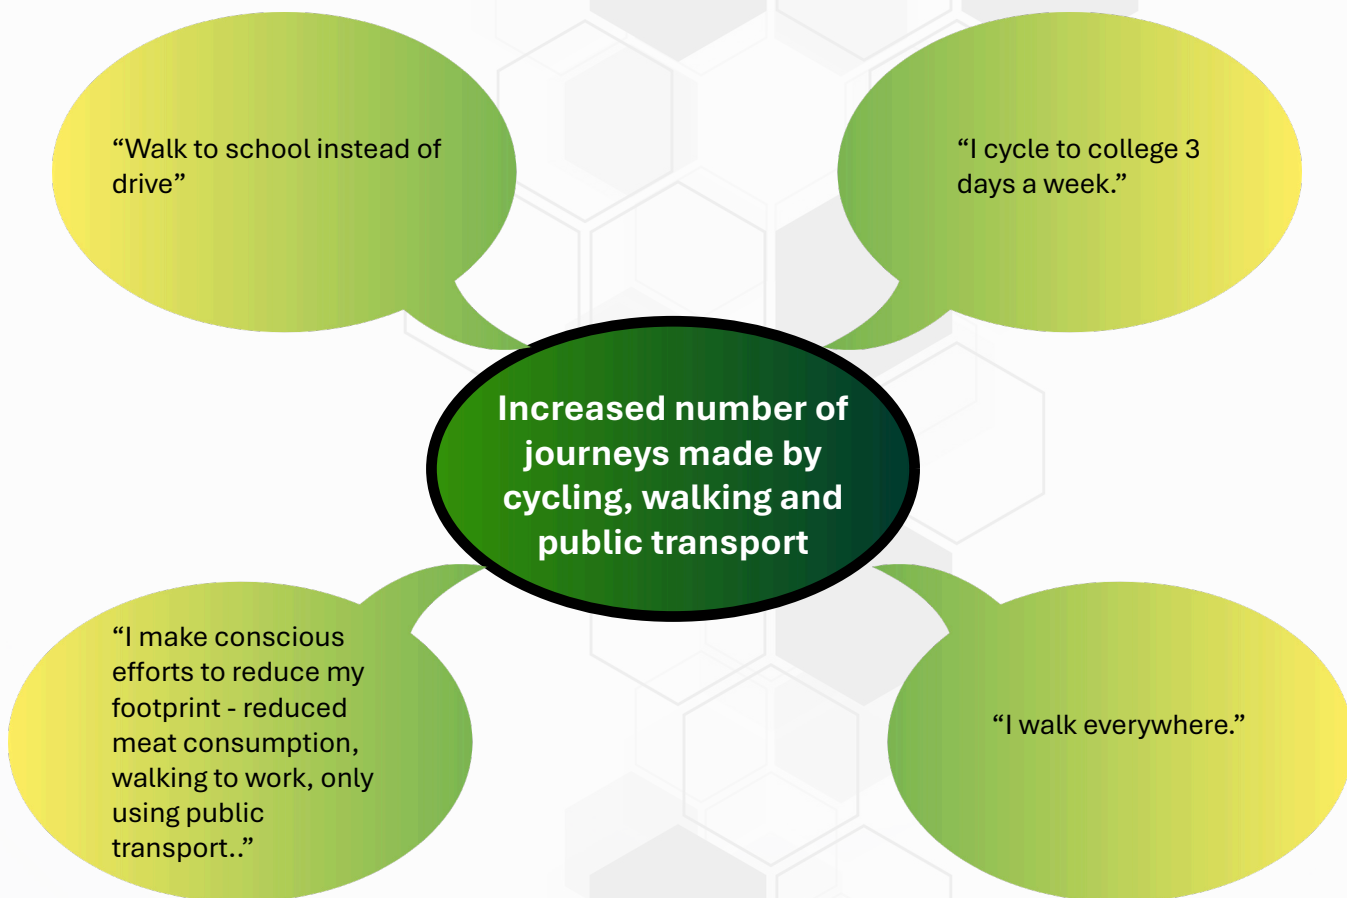 “Walk to school instead of
drive”
“I cycle to college 3
days a week.”
Increased number of
journeys made by
cycling, walking and
public transport
“I make conscious
efforts to reduce my
footprint - reduced
meat consumption,
walking to work, only
using public
transport..”
“I walk everywhere.”